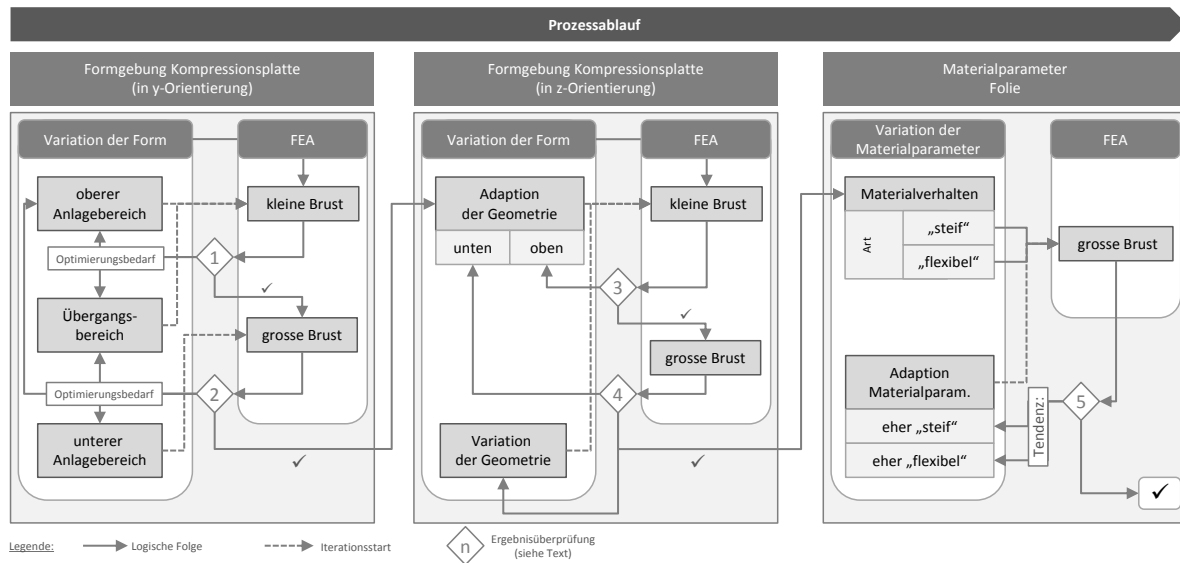 Prozessablauf
Formgebung Kompressionsplatte
(in y-Orientierung)
Variation der Form
FEA
oberer
Anlagebereich
kleine Brust
Optimierungsbedarf
1
✓
Übergangs-
bereich
grosse Brust
Optimierungsbedarf
2
unterer
Anlagebereich
✓
Formgebung Kompressionsplatte
(in z-Orientierung)
Variation der Form
FEA
Adaption
der Geometrie
unten
oben
kleine Brust
3
✓
grosse Brust
4
Variation
der Geometrie
✓
Materialparameter
Folie
Variation der
Materialparameter
FEA
Materialverhalten
Art
„steif“
„flexibel“
grosse Brust
Adaption
Materialparam.
eher „steif“
eher „flexibel“
Tendenz:
5
✓
Legende:
Logische Folge
Iterationsstart
n
Ergebnisüberprüfung
(siehe Text)